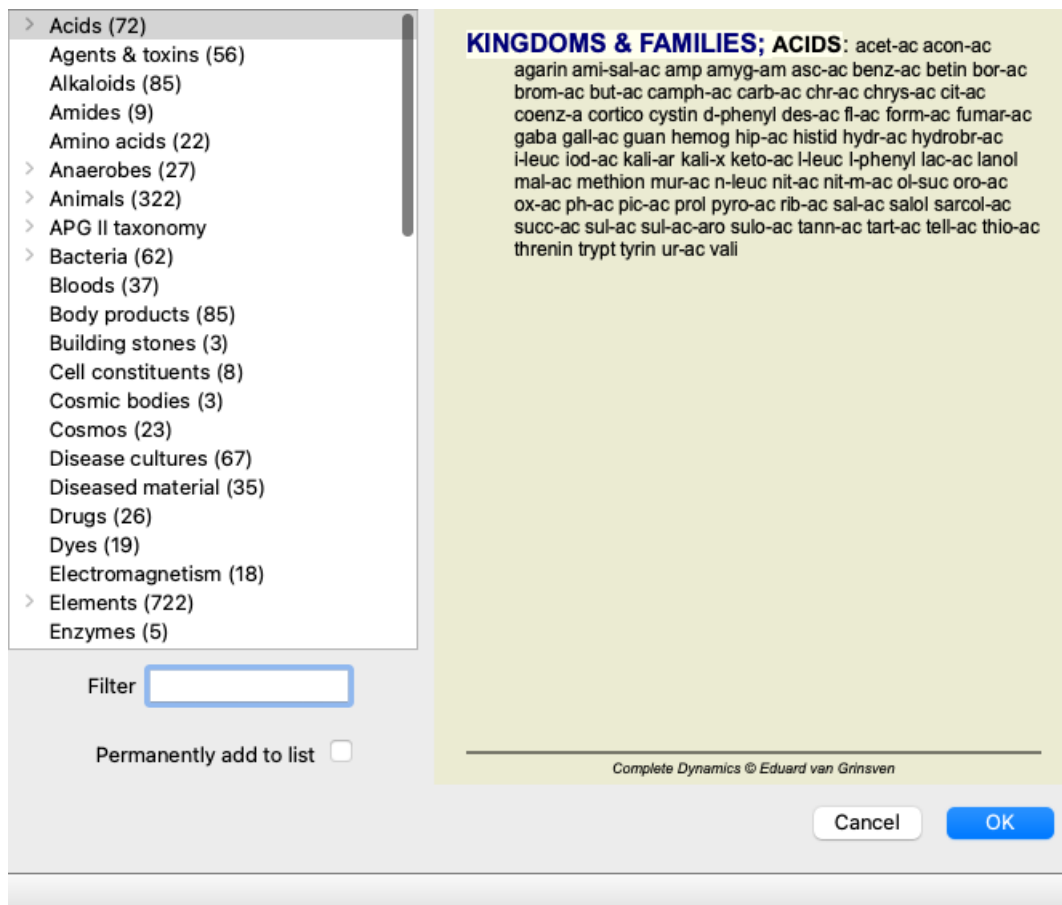 Acids (72)
Agents & toxins (56)
Alkaloids (85)
Amides (9)
Amino acids (22)
Anaerobes (27)
Animals (322)
APG II taxonomy
Bacteria (62)
Bloods (37)
Body products (85)
Building stones (3)
Cell constituents (8)
Cosmic bodies (3)
Cosmos (23)
Disease cultures (67)
Diseased material (35)
Drugs (26)
Dyes (19)
Electromagnetism (18)
Elements (722)
Enzymes (5)
Filter
Permanently add to list
KINGDOMS & FAMILIES; ACIDS: acet-ac acon-ac
agarin ami-sal-ac amp amyg-am asc-ac benz-ac betin bor-ac
brom-ac but-ac camph-ac carb-ac chr-ac chrys-ac cit-ac
coenz-a cortico cystin d-phenyl des-ac fl-ac form-ac fumar-ac
gaba gall-ac guan hemog hip-ac histid hydr-ac hydrobr-ac
i-leuc iod-ac kali-ar kali-x keto-ac l-leuc l-phenyl lac-ac lanol
mal-ac methion mur-ac n-leuc nit-ac nit-m-ac ol-suc oro-ac
ox-ac ph-ac pic-ac prol pyro-ac rib-ac sal-ac salol sarcol-ac
succ-ac sul-ac sul-ac-aro sulo-ac tann-ac tart-ac tell-ac thio-ac
threnin trypt tyrin ur-ac vali
Complete Dynamics © Eduard van Grinsven
Cancel
OK